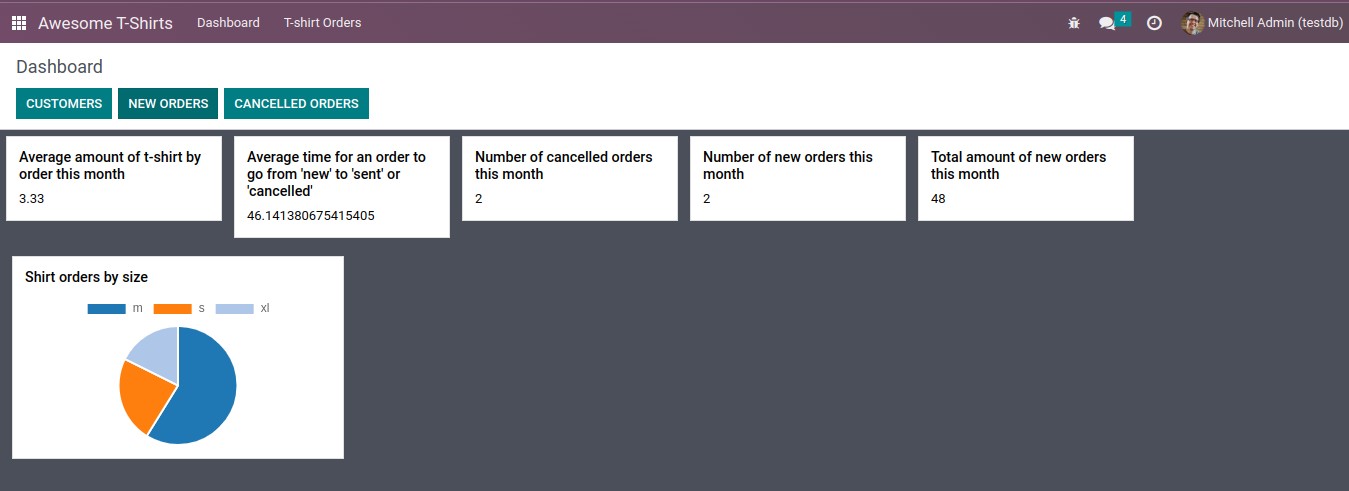 Awesome T-Shirts Dashboard T-shirt Orders 4 Mitchell Admin (testdb)
Dashboard
CUSTOMERS NEW ORDERS CANCELLED ORDERS
Average amount of t-shirt by
order this month
3.33
Average time for an order to
go from 'new' to 'sent' or
'cancelled'
46.141380675415405
Number of cancelled orders
this month
2
Number of new orders this
month
2
Total amount of new orders
this month
48
Shirt orders by size
m s xl